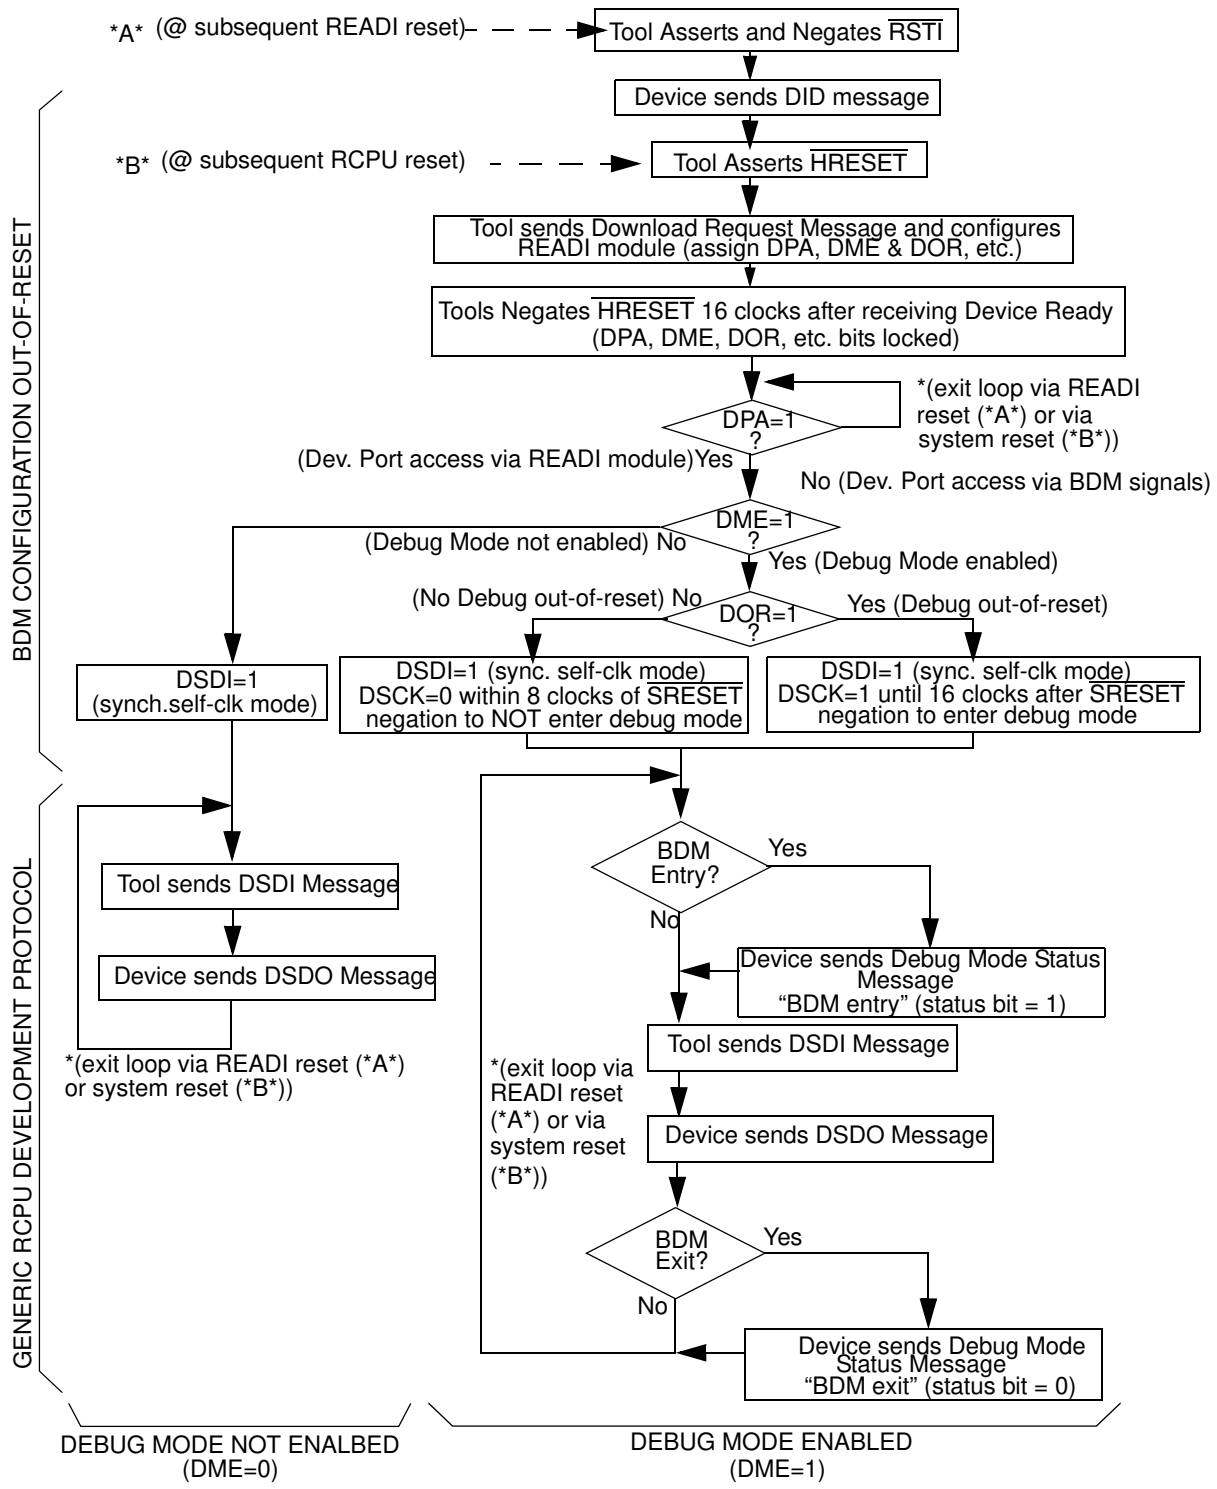 *A* (@ subsequent READI reset)
Tool Asserts and Negates RSTI
Device sends DID message
*B* (@ subsequent RCPU reset)
Tool Asserts HRESET
Tool sends Download Request Message and configures
READI module (assign DPA, DME & DOR, etc.)
Tools Negates HRESET 16 clocks after receiving Device Ready
(DPA, DME, DOR, etc. bits locked)
DPA=1
?
*(exit loop via READI
reset (*A*) or via
system reset (*B*))
(Dev. Port access via READI module)Yes
No (Dev. Port access via BDM signals)
DME=1
?
(Debug Mode not enabled) No
Yes (Debug Mode enabled)
(No Debug out-of-reset) No
DOR=1
?
Yes (Debug out-of-reset)
DSDI=1
(synch.self-clk mode)
DSDI=1 (sync. self-clk mode)
DSCK=0 within 8 clocks of SRESET
negation to NOT enter debug mode
DSDI=1 (sync. self-clk mode)
DSCK=1 until 16 clocks after SRESET
negation to enter debug mode
BDM CONFIGURATION OUT-OF-RESET
BDM
Entry?
Yes
No
Tool sends DSDI Message
Device sends DSDO Message
*(exit loop via READI reset (*A*)
or system reset (*B*))
Device sends Debug Mode Status
Message
“BDM entry” (status bit = 1)
Tool sends DSDI Message
*(exit loop via
READI reset
(*A*) or via
system reset
(*B*))
Device sends DSDO Message
BDM
Exit?
Yes
No
Device sends Debug Mode
Status Message
“BDM exit” (status bit = 0)
GENERIC RCPU DEVELOPMENT PROTOCOL
DEBUG MODE NOT ENALBED
(DME=0)
DEBUG MODE ENABLED
(DME=1)